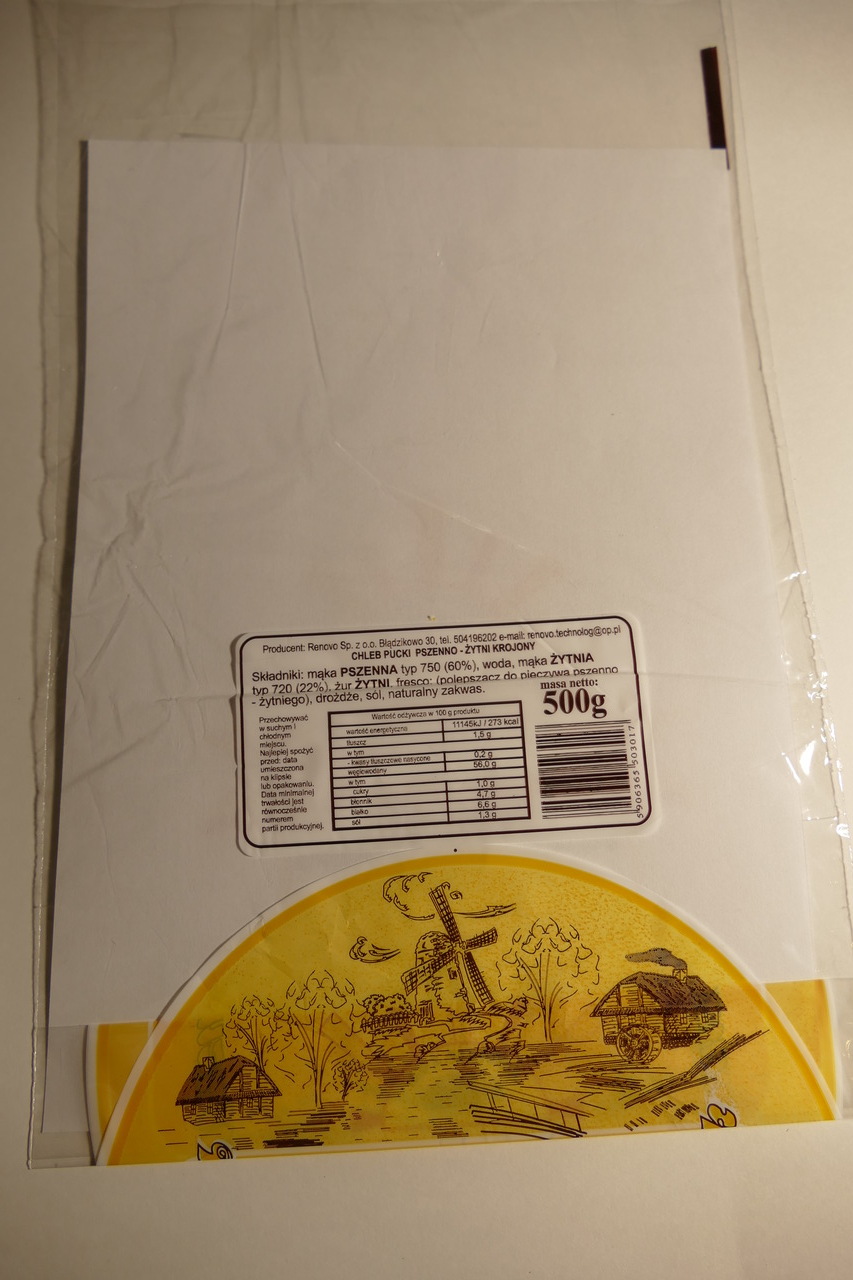 Producent: Renovo Sp. z o.o. Błądzikowo 30, tel. 504196202 e-mail: renovo.technolog@op.pl
CHLEB PUCKI PSZENNO - ŻYTNI KROJONY
Składniki: mąka PSZENNA typ 750 (60%), woda, mąka ŻYTNIA
typ 720 (22%), żur ŻYTNI, fresco: (polepszacz do pieczywa pszenno
- żytniego), drożdże, sól, naturalny zakwas.
masa netto:
500g
Przechowywać
w suchym i
chłodnym
miejscu.
Najlepiej spożyć
przed: data
umieszczona
na klipsie
lub opakowaniu.
Data minimalnej
trwałości jest
równocześnie
numerem
partii produkcyjnej.
Wartość odżywcza w 100 g produktu
wartość energetyczna 11145kJ / 273 kcal
tłuszcz 1,5 g
w tym
- kwasy tłuszczowe nasycone 0,2 g
węglowodany 56,0 g
w tym
cukry 1,0 g
błonnik 4,7 g
białko 6,6 g
sól 1,3 g
5 906365 503017